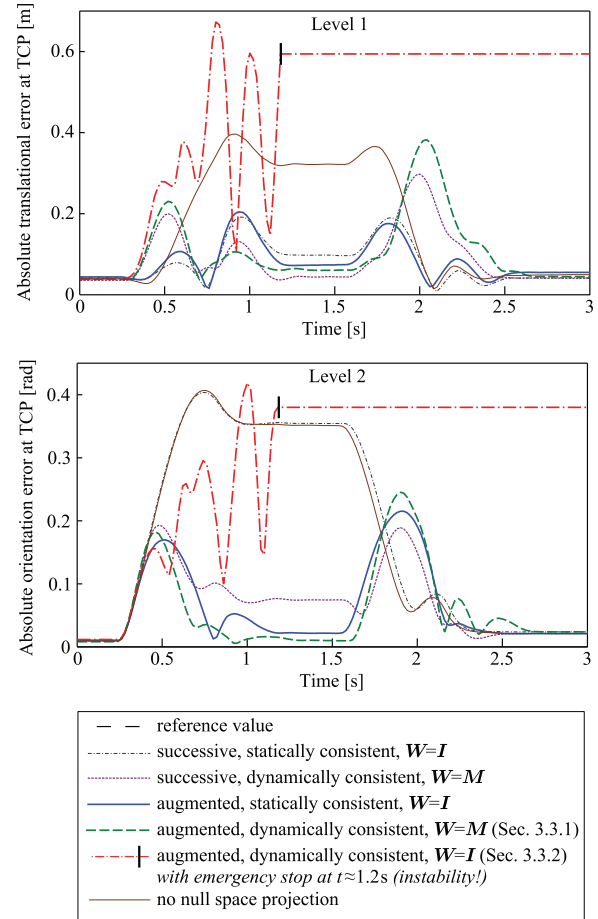 Level 1
Absolute translational error at TCP [m]
0.6
0.4
0.2
0
0 0.5 1 1.5 2 2.5 3
Time [s]
Level 2
Absolute orientation error at TCP [rad]
0.4
0.3
0.2
0.1
0
0 0.5 1 1.5 2 2.5 3
Time [s]
reference value
successive, statically consistent, W=I
successive, dynamically consistent, W=M
augmented, statically consistent, W=I
augmented, dynamically consistent, W=M (Sec. 3.3.1)
augmented, dynamically consistent, W=I (Sec. 3.3.2)
with emergency stop at t≈1.2s (instability!)
no null space projection